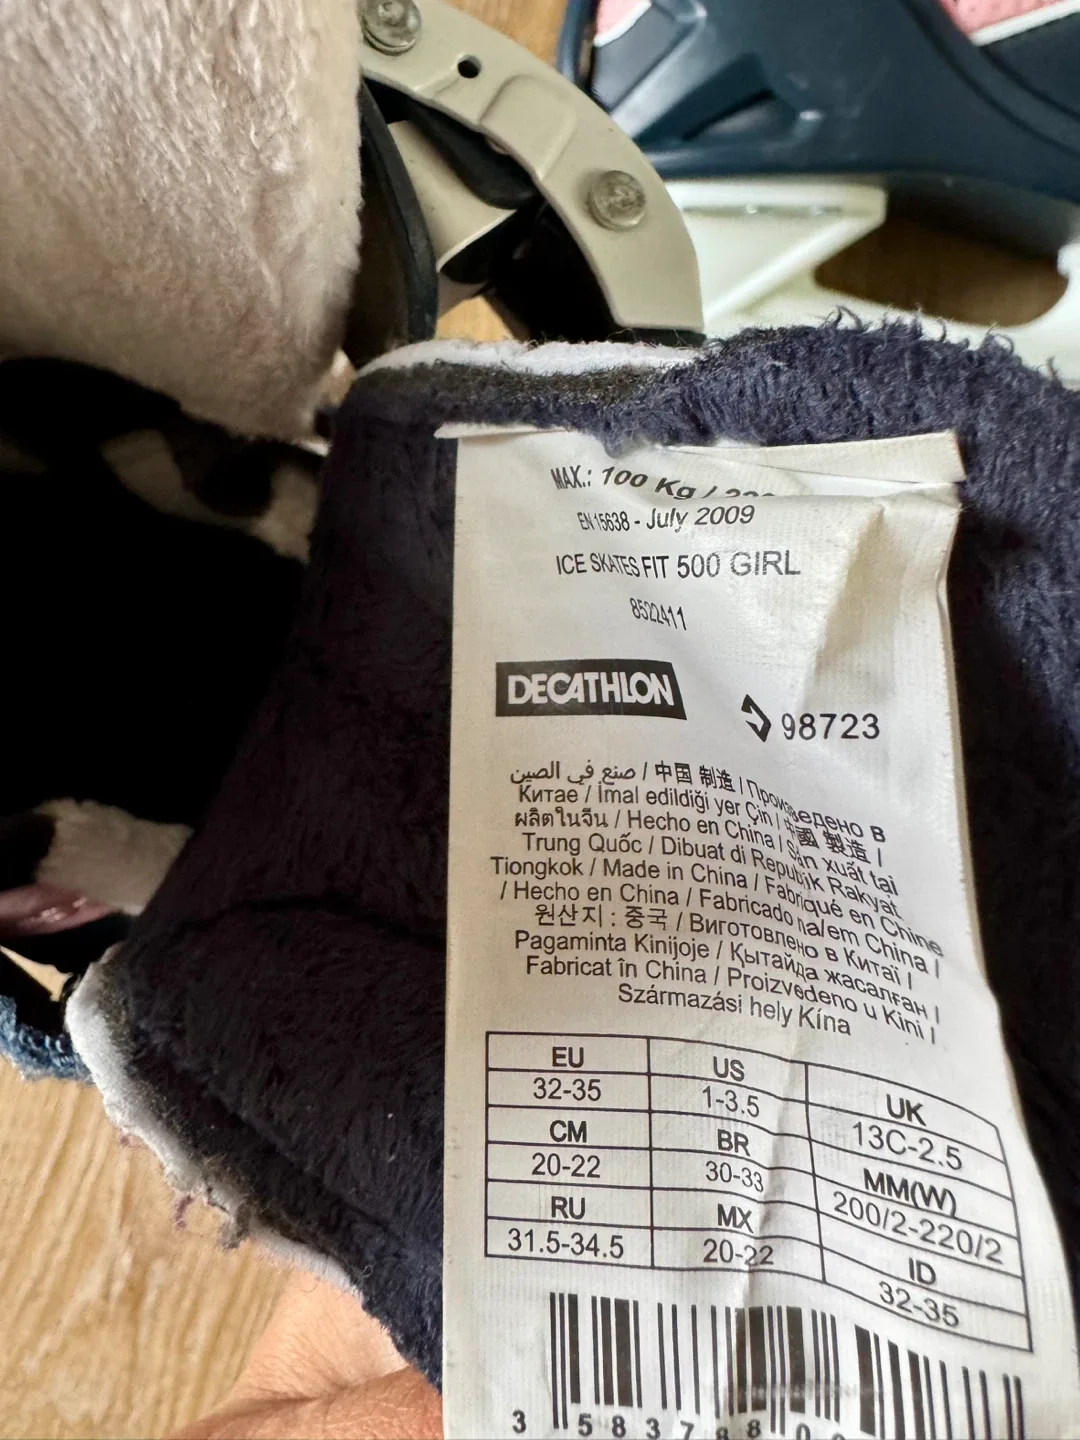 MAX.: 100 Kg /
EN 15638 - July 2009
ICE SKATES FIT 500 GIRL
8522411
DECATHLON
98723
صنع في الصين / 中国 制造 / Произведено в
Китае / İmal edildiği yer Çin / 中國 製造 /
ผลิตในจีน / Hecho en China / Sản xuất tại
Trung Quốc / Dibuat di Republik Rakyat
Tiongkok / Made in China / Fabriqué en Chine
/ Hecho en China / Fabricado na/em China /
원산지 : 중국 / Виготовлено в Китаї /
Pagaminta Kinijoje / Қытайда жасалған /
Fabricat în China / Proizvedeno u Kini /
Származási hely Kína
EU US UK
32-35 1-3.5 13C-2.5
CM BR MM(W)
20-22 30-33 200/2-220/2
RU MX ID
31.5-34.5 20-22 32-35
3 583788 0